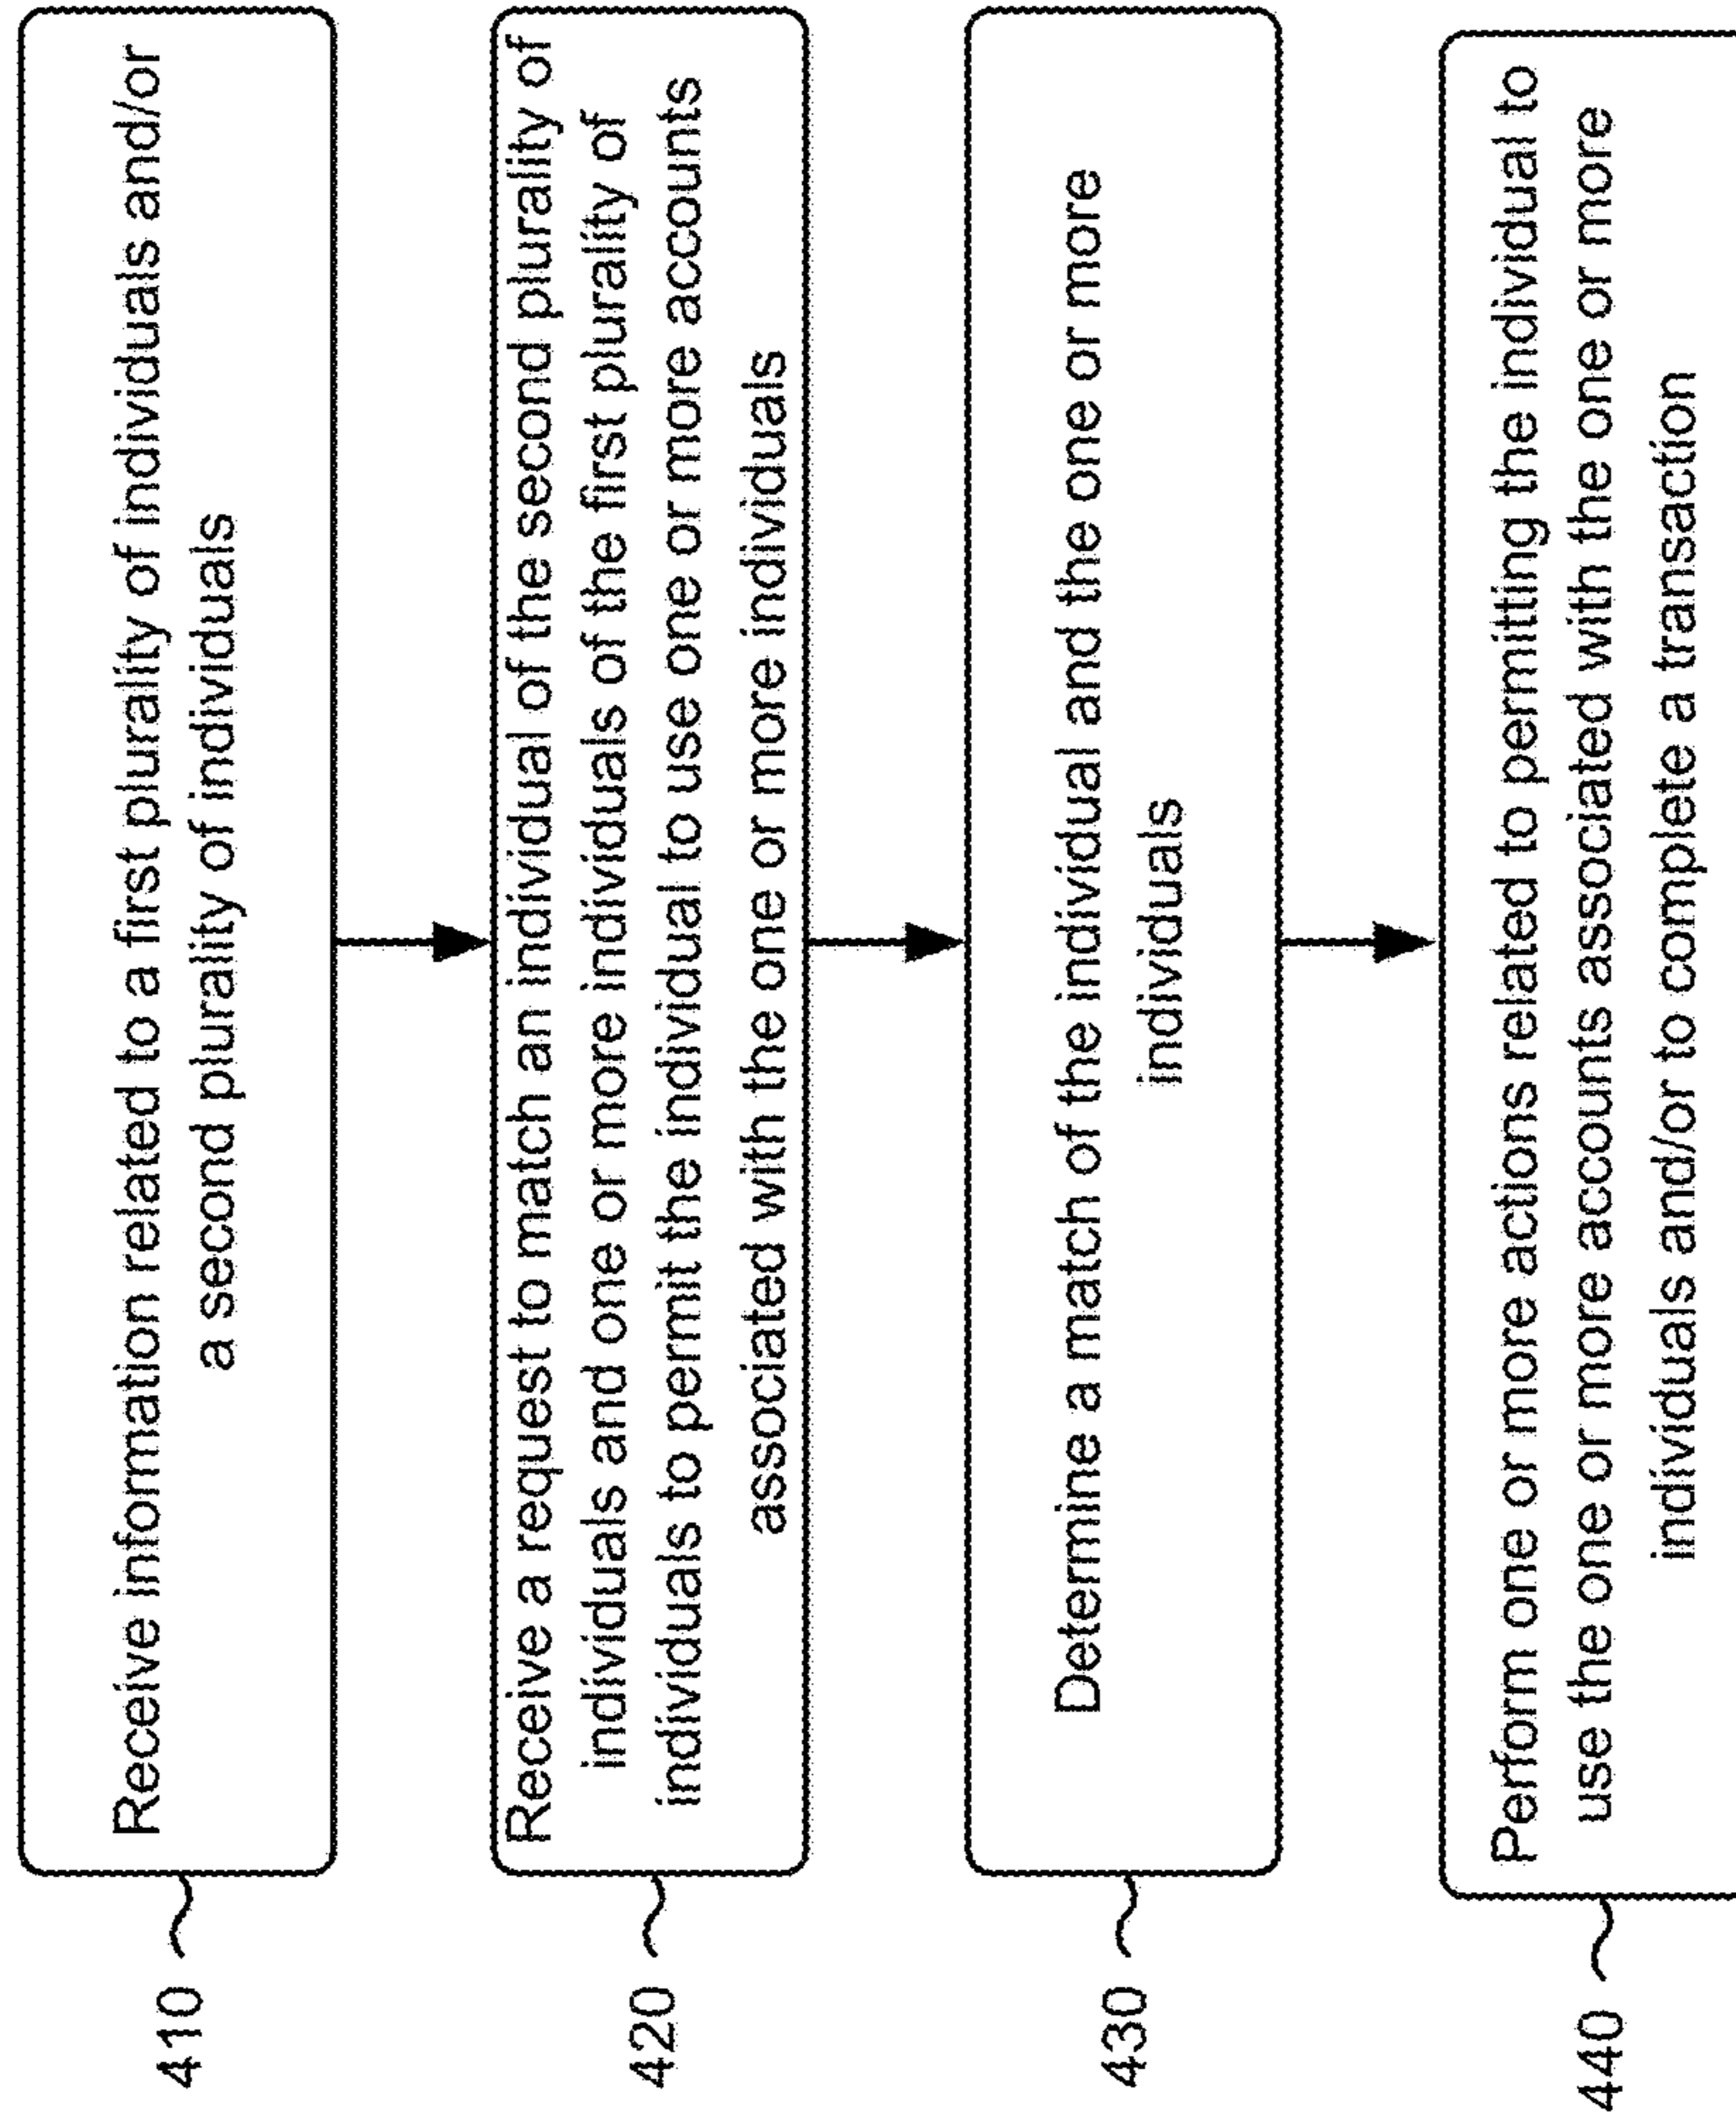 410
Receive information related to a first plurality of individuals and/or
a second plurality of individuals
420
Receive a request to match an individual of the second plurality of
individuals and one or more individuals of the first plurality of
individuals to permit the individual to use one or more accounts
associated with the one or more individuals
430
Determine a match of the individual and the one or more
individuals
440
Perform one or more actions related to permitting the individual to
use the one or more accounts associated with the one or more
individuals and/or to complete a transaction